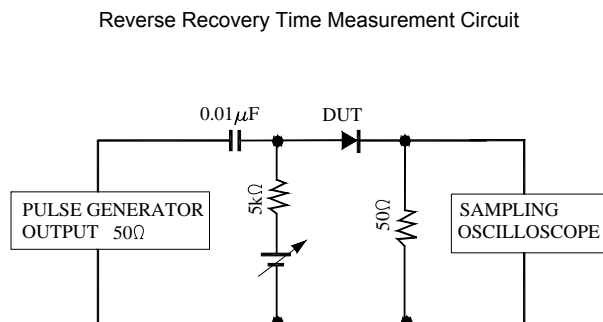 Reverse Recovery Time Measurement Circuit
0.01μF
DUT
5kΩ
50Ω
PULSE GENERATOR
OUTPUT 50Ω
SAMPLING
OSCILLOSCOPE